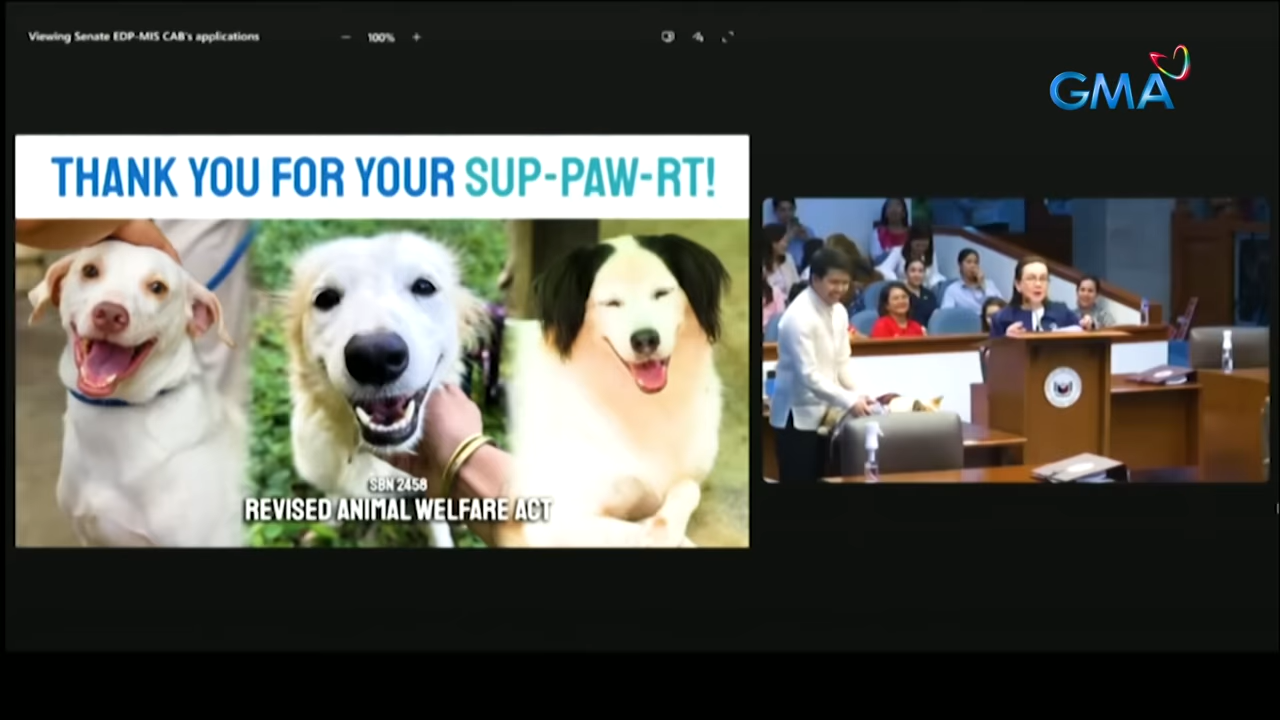 Viewing Senate EDP-MIS CAB's applications
100%
GMA
THANK YOU FOR YOUR SUP-PAW-RT!
SBN 2458
REVISED ANIMAL WELFARE ACT